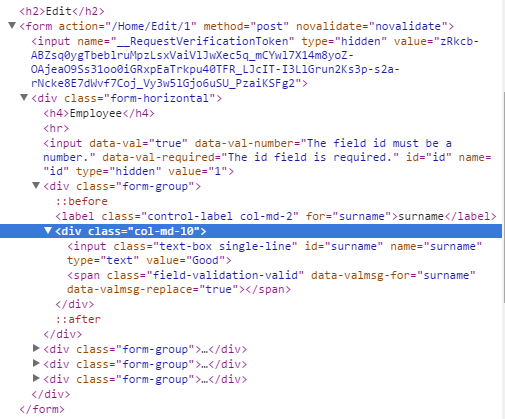 <h2>Edit</h2>
<form action="/Home/Edit/1" method="post" novalidate="novalidate">
<input name="__RequestVerificationToken" type="hidden" value="zRkcb-
ABZsq0ygTbeblruMpzLsxVaiVlJwXec5q_mCYwl7X14m8yoZ-
OAjeaO9Ss31oo0iGRxpEaTrkpu40TFR_LJcIT-I3LlGrun2Ks3p-s2a-
rNcke8E7dWvf7Coj_Vy3w5lGjo6uSU_PzaiKSFg2">
<div class="form-horizontal">
<h4>Employee</h4>
<hr>
<input data-val="true" data-val-number="The field id must be a
number." data-val-required="The id field is required." id="id" name=
"id" type="hidden" value="1">
<div class="form-group">
::before
<label class="control-label col-md-2" for="surname">surname</label>
<div class="col-md-10">
<input class="text-box single-line" id="surname" name="surname"
type="text" value="Good">
<span class="field-validation-valid" data-valmsg-for="surname"
data-valmsg-replace="true"></span>
</div>
::after
</div>
<div class="form-group">…</div>
<div class="form-group">…</div>
<div class="form-group">…</div>
</div>
</form>